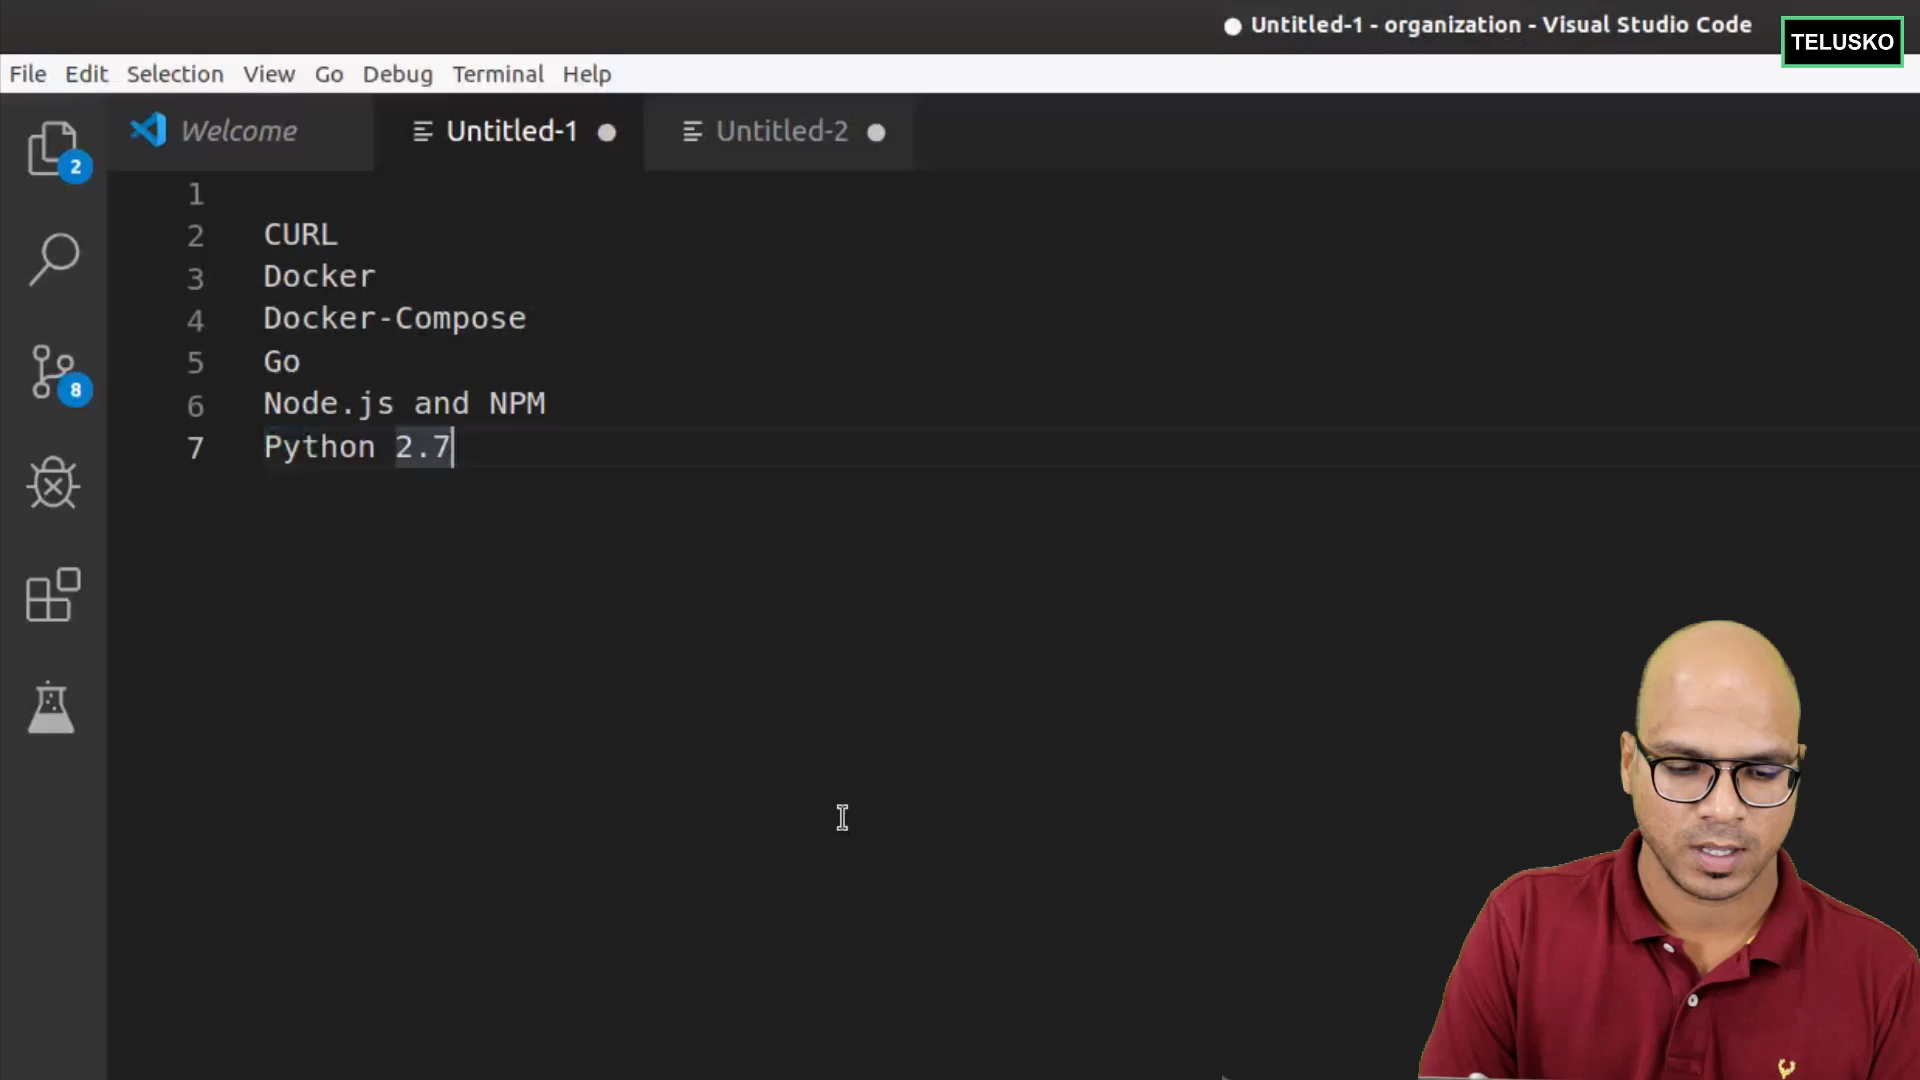 Untitled-1 - organization - Visual Studio Code
TELUSKO
File Edit Selection View Go Debug Terminal Help
Welcome Untitled-1 Untitled-2
2
8
1
2 CURL
3 Docker
4 Docker-Compose
5 Go
6 Node.js and NPM
7 Python 2.7